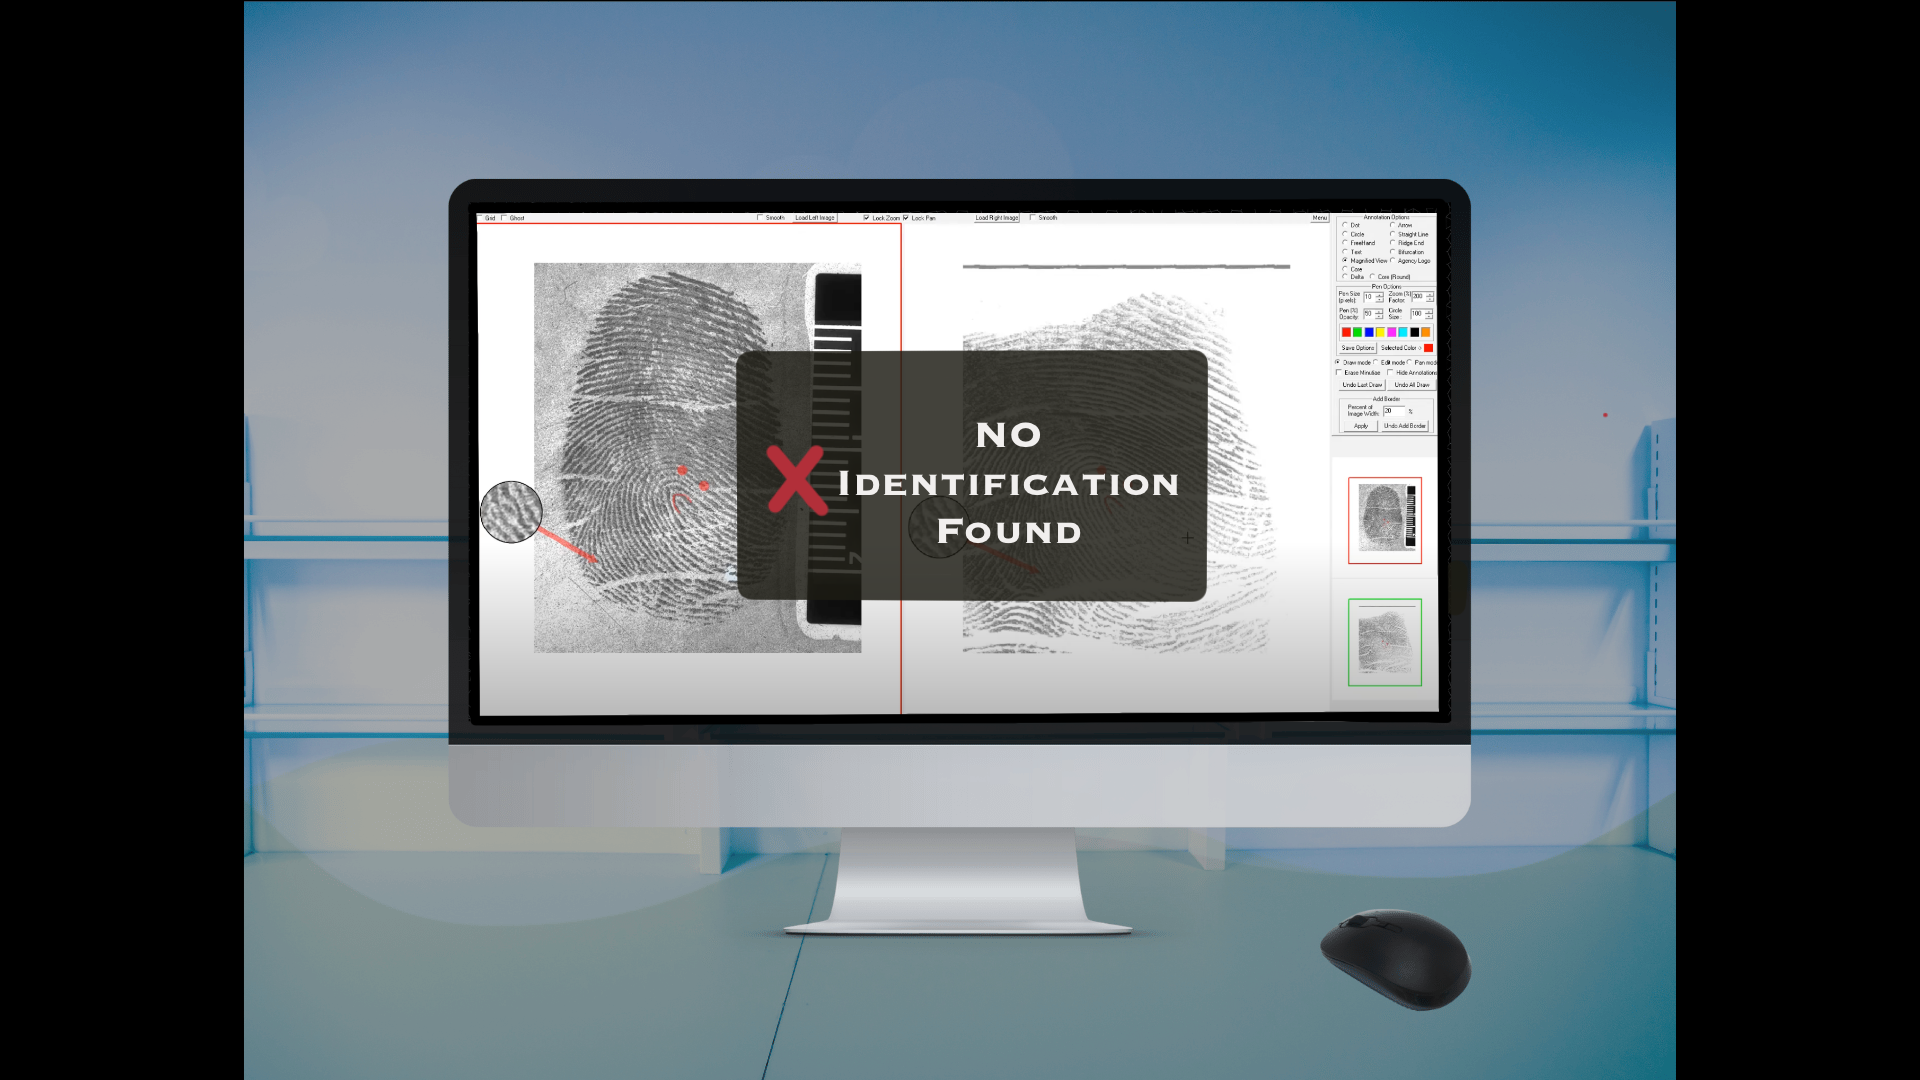 Grid Ghost Smooth Load Left Image Lock Zoom Lock Pan Load Right Image Smooth Menu
Annotation Options
Dot Arrow
Circle Straight Line
FreeHand Ridge End
Text Bifurcation
Magnified View Agency Logo
Core
Delta Core (Round)
Pen Options
Pen Size (pixels): 10 Zoom (%) Factor: 200
Pen (%) Opacity: 50 Circle Size: 100
Save Options Selected Color >
Draw mode Edit mode Pan mode
Erase Minutiae Hide Annotations
Undo Last Draw Undo All Draw
Add Border
Percent of Image Width: 20 %
Apply Undo Add Border
NO
Identification
Found